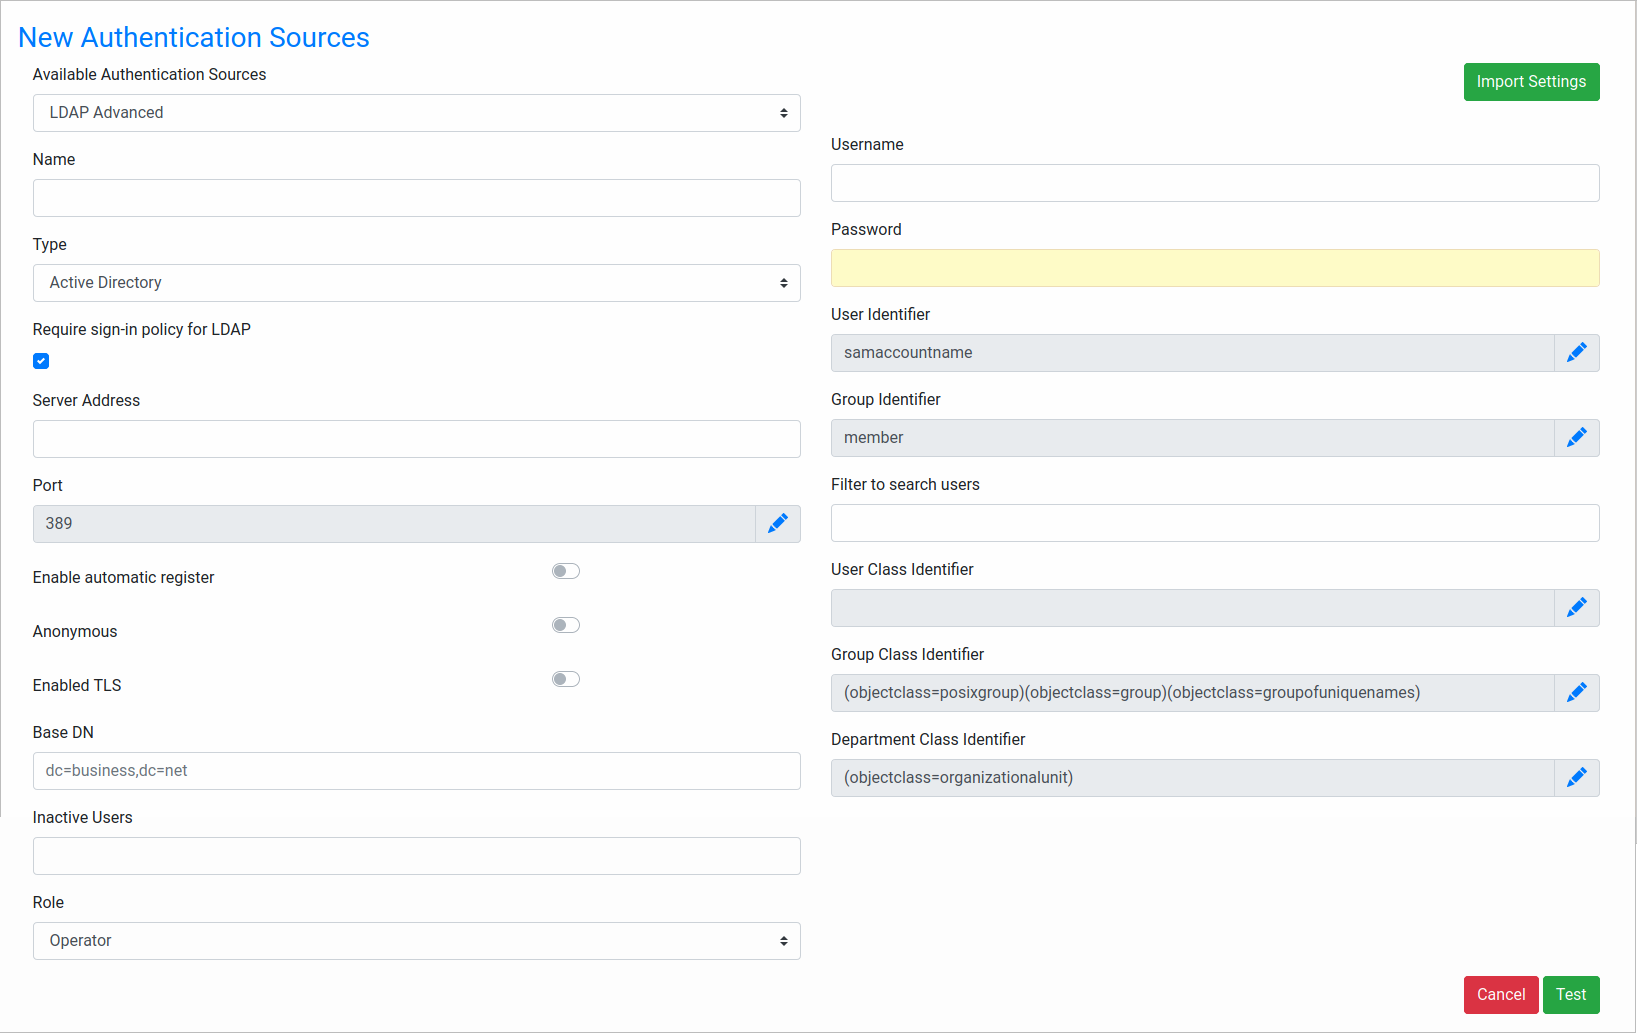 New Authentication Sources
Available Authentication Sources
LDAP Advanced
Name
Type
Active Directory
Require sign-in policy for LDAP
Server Address
Port
389
Enable automatic register
Anonymous
Enabled TLS
Base DN
dc=business,dc=net
Inactive Users
Role
Operator
Import Settings
Username
Password
User Identifier
samaccountname
Group Identifier
member
Filter to search users
User Class Identifier
Group Class Identifier
(objectclass=posixgroup)(objectclass=group)(objectclass=groupofuniquenames)
Department Class Identifier
(objectclass=organizationalunit)
Cancel
Test